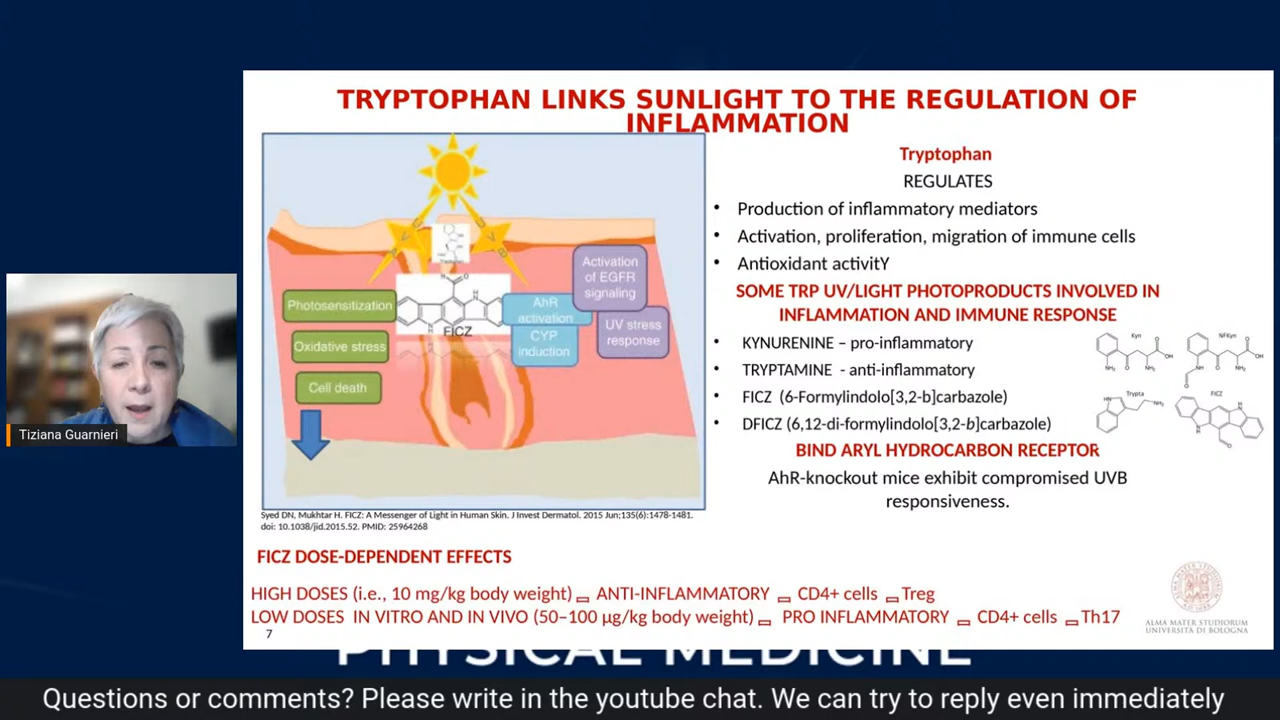 TRYPTOPHAN LINKS SUNLIGHT TO THE REGULATION OF
INFLAMMATION
Photosensitization
Oxidative stress
Cell death
FICZ
AhR
activation
CYP
induction
Activation
of EGFR
signaling
UV stress
response
Syed DN, Mukhtar H. FICZ: A Messenger of Light in Human Skin. J Invest Dermatol. 2015 Jun;135(6):1478-1481.
doi: 10.1038/jid.2015.52. PMID: 25964268
Tryptophan
REGULATES
• Production of inflammatory mediators
• Activation, proliferation, migration of immune cells
• Antioxidant activitY
SOME TRP UV/LIGHT PHOTOPRODUCTS INVOLVED IN
INFLAMMATION AND IMMUNE RESPONSE
• KYNURENINE – pro-inflammatory
• TRYPTAMINE - anti-inflammatory
• FICZ (6-Formylindolo[3,2-b]carbazole)
• DFICZ (6,12-di-formylindolo[3,2-b]carbazole)
Kyn
NFKyn
Trypta
FICZ
BIND ARYL HYDROCARBON RECEPTOR
AhR-knockout mice exhibit compromised UVB
responsiveness.
FICZ DOSE-DEPENDENT EFFECTS
HIGH DOSES (i.e., 10 mg/kg body weight) ANTI-INFLAMMATORY CD4+ cells Treg
LOW DOSES IN VITRO AND IN VIVO (50–100 µg/kg body weight) PRO INFLAMMATORY CD4+ cells Th17
7
ALMA MATER STUDIORUM
UNIVERSITÀ DI BOLOGNA
Tiziana Guarnieri
PHYSICAL MEDICINE
Questions or comments? Please write in the youtube chat. We can try to reply even immediately